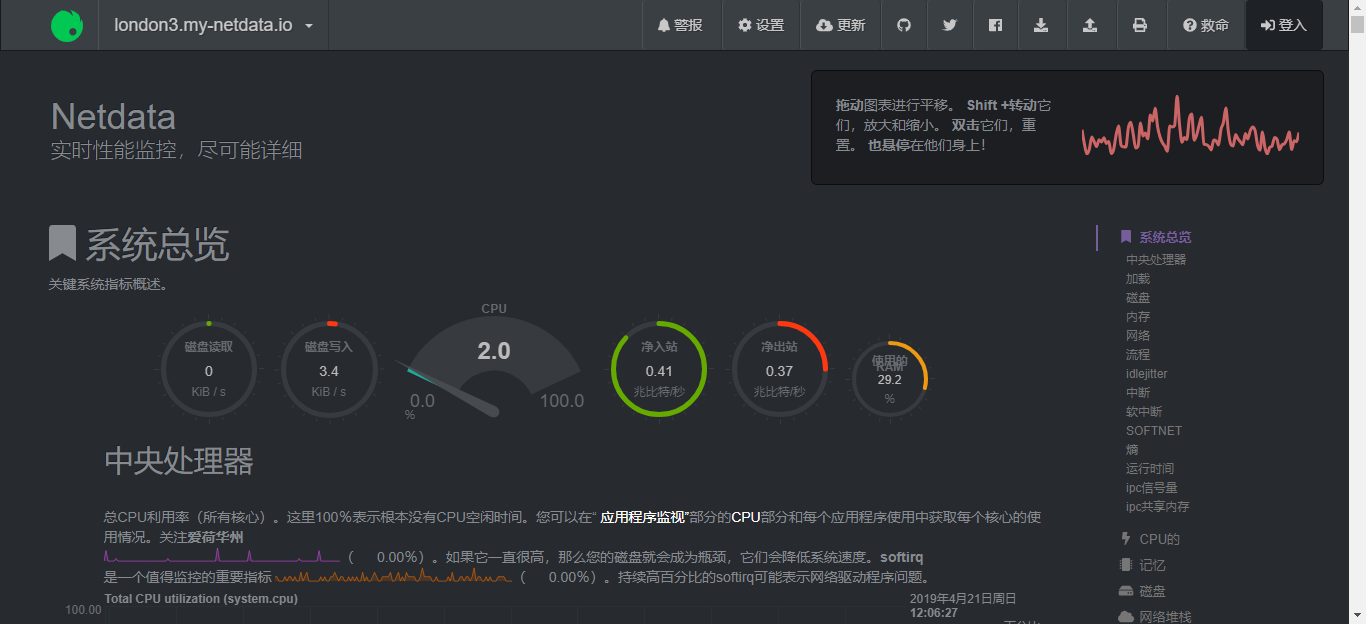 london3.my-netdata.io
警报
设置
更新
救命
登入
Netdata
实时性能监控，尽可能详细
拖动图表进行平移。 Shift +转动它
们，放大和缩小。 双击它们，重
置。 也悬停在他们身上！
系统总览
关键系统指标概述。
磁盘读取
0
KiB / s
磁盘写入
3.4
KiB / s
CPU
2.0
0.0
100.0
%
净入站
0.41
兆比特/秒
净出站
0.37
兆比特/秒
使用的
RAM
29.2
%
中央处理器
总CPU利用率（所有核心）。这里100％表示根本没有CPU空闲时间。您可以在“ 应用程序监视”部分的CPU部分和每个应用程序使用中获取每个核心的使
用情况。关注爱荷华州
（ 0.00%）。如果它一直很高，那么您的磁盘就会成为瓶颈，它们会降低系统速度。softirq
是一个值得监控的重要指标 （ 0.00%）。持续高百分比的softirq可能表示网络驱动程序问题。
Total CPU utilization (system.cpu)
2019年4月21日周日
12:06:27
100.00
系统总览
中央处理器
加载
磁盘
内存
网络
流程
idlejitter
中断
软中断
SOFTNET
熵
运行时间
ipc信号量
ipc共享内存
CPU的
记忆
磁盘
网络堆栈